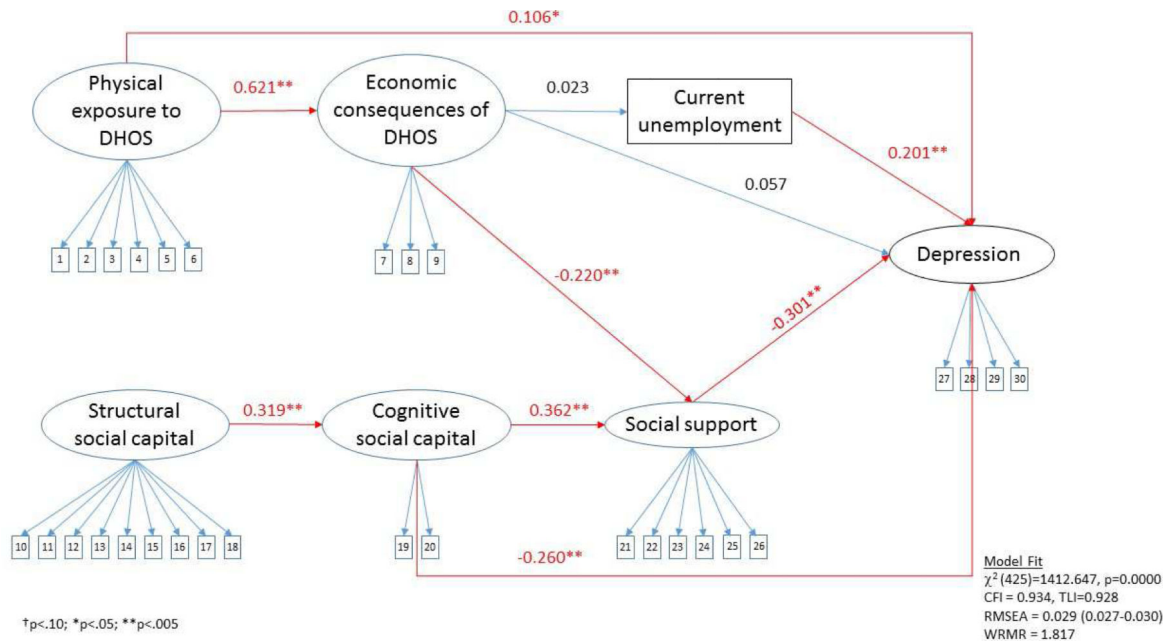 0.106*
Physical
exposure to
DHOS
0.621**
Economic
consequences of
DHOS
0.023
Current
unemployment
0.201**
0.057
Depression
1 2 3 4 5 6
7 8 9
-0.220**
-0.301**
27 28 29 30
Structural
social capital
0.319**
Cognitive
social capital
0.362**
Social support
10 11 12 13 14 15 16 17 18
19 20
21 22 23 24 25 26
-0.260**
Model Fit
χ² (425)=1412.647, p=0.0000
CFI = 0.934, TLI=0.928
RMSEA = 0.029 (0.027-0.030)
WRMR = 1.817
†p<.10; *p<.05; **p<.005